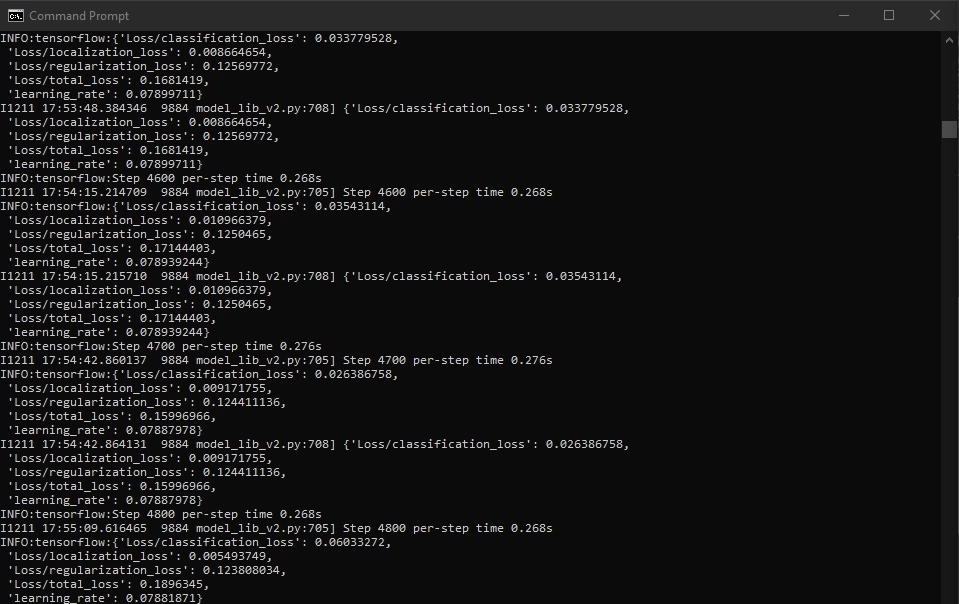 Command Prompt
INFO:tensorflow:{'Loss/classification_loss': 0.033779528,
'Loss/localization_loss': 0.008664654,
'Loss/regularization_loss': 0.12569772,
'Loss/total_loss': 0.1681419,
'learning_rate': 0.07899711}
I1211 17:53:48.384346  9884 model_lib_v2.py:708] {'Loss/classification_loss': 0.033779528,
'Loss/localization_loss': 0.008664654,
'Loss/regularization_loss': 0.12569772,
'Loss/total_loss': 0.1681419,
'learning_rate': 0.07899711}
INFO:tensorflow:Step 4600 per-step time 0.268s
I1211 17:54:15.214709  9884 model_lib_v2.py:705] Step 4600 per-step time 0.268s
INFO:tensorflow:{'Loss/classification_loss': 0.03543114,
'Loss/localization_loss': 0.010966379,
'Loss/regularization_loss': 0.1250465,
'Loss/total_loss': 0.17144403,
'learning_rate': 0.078939244}
I1211 17:54:15.215710  9884 model_lib_v2.py:708] {'Loss/classification_loss': 0.03543114,
'Loss/localization_loss': 0.010966379,
'Loss/regularization_loss': 0.1250465,
'Loss/total_loss': 0.17144403,
'learning_rate': 0.078939244}
INFO:tensorflow:Step 4700 per-step time 0.276s
I1211 17:54:42.860137  9884 model_lib_v2.py:705] Step 4700 per-step time 0.276s
INFO:tensorflow:{'Loss/classification_loss': 0.026386758,
'Loss/localization_loss': 0.009171755,
'Loss/regularization_loss': 0.124411136,
'Loss/total_loss': 0.15996966,
'learning_rate': 0.07887978}
I1211 17:54:42.864131  9884 model_lib_v2.py:708] {'Loss/classification_loss': 0.026386758,
'Loss/localization_loss': 0.009171755,
'Loss/regularization_loss': 0.124411136,
'Loss/total_loss': 0.15996966,
'learning_rate': 0.07887978}
INFO:tensorflow:Step 4800 per-step time 0.268s
I1211 17:55:09.616465  9884 model_lib_v2.py:705] Step 4800 per-step time 0.268s
INFO:tensorflow:{'Loss/classification_loss': 0.06033272,
'Loss/localization_loss': 0.005493749,
'Loss/regularization_loss': 0.123808034,
'Loss/total_loss': 0.1896345,
'learning_rate': 0.07881871}